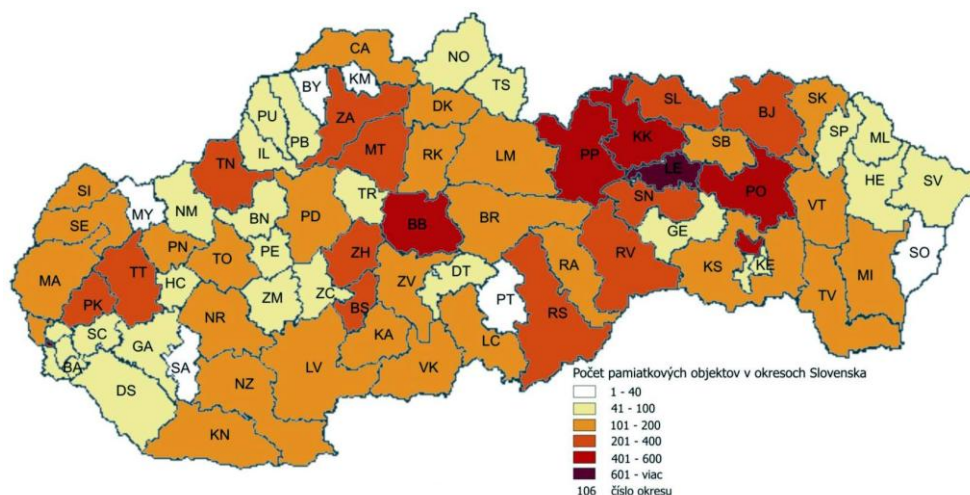 CA
NO
BY
KM
TS
PU
ZA
DK
SL
BJ
SK
PB
KK
SP
ML
IL
MT
RK
LM
PP
SB
TN
LE
HE
SV
SI
TR
PO
MY
NM
BN
PD
SN
VT
SE
BB
BR
GE
PN
PE
ZH
RV
SO
MA
TT
TO
DT
RA
KS
KE
MI
HC
ZM
ZC
ZV
PK
BS
PT
TV
NR
RS
SC
GA
KA
LC
BA
SA
LV
VK
DS
NZ
KN
Počet pamiatkových objektov v okresoch Slovenska
1 - 40
41 - 100
101 - 200
201 - 400
401 - 600
601 - viac
106 číslo okresu